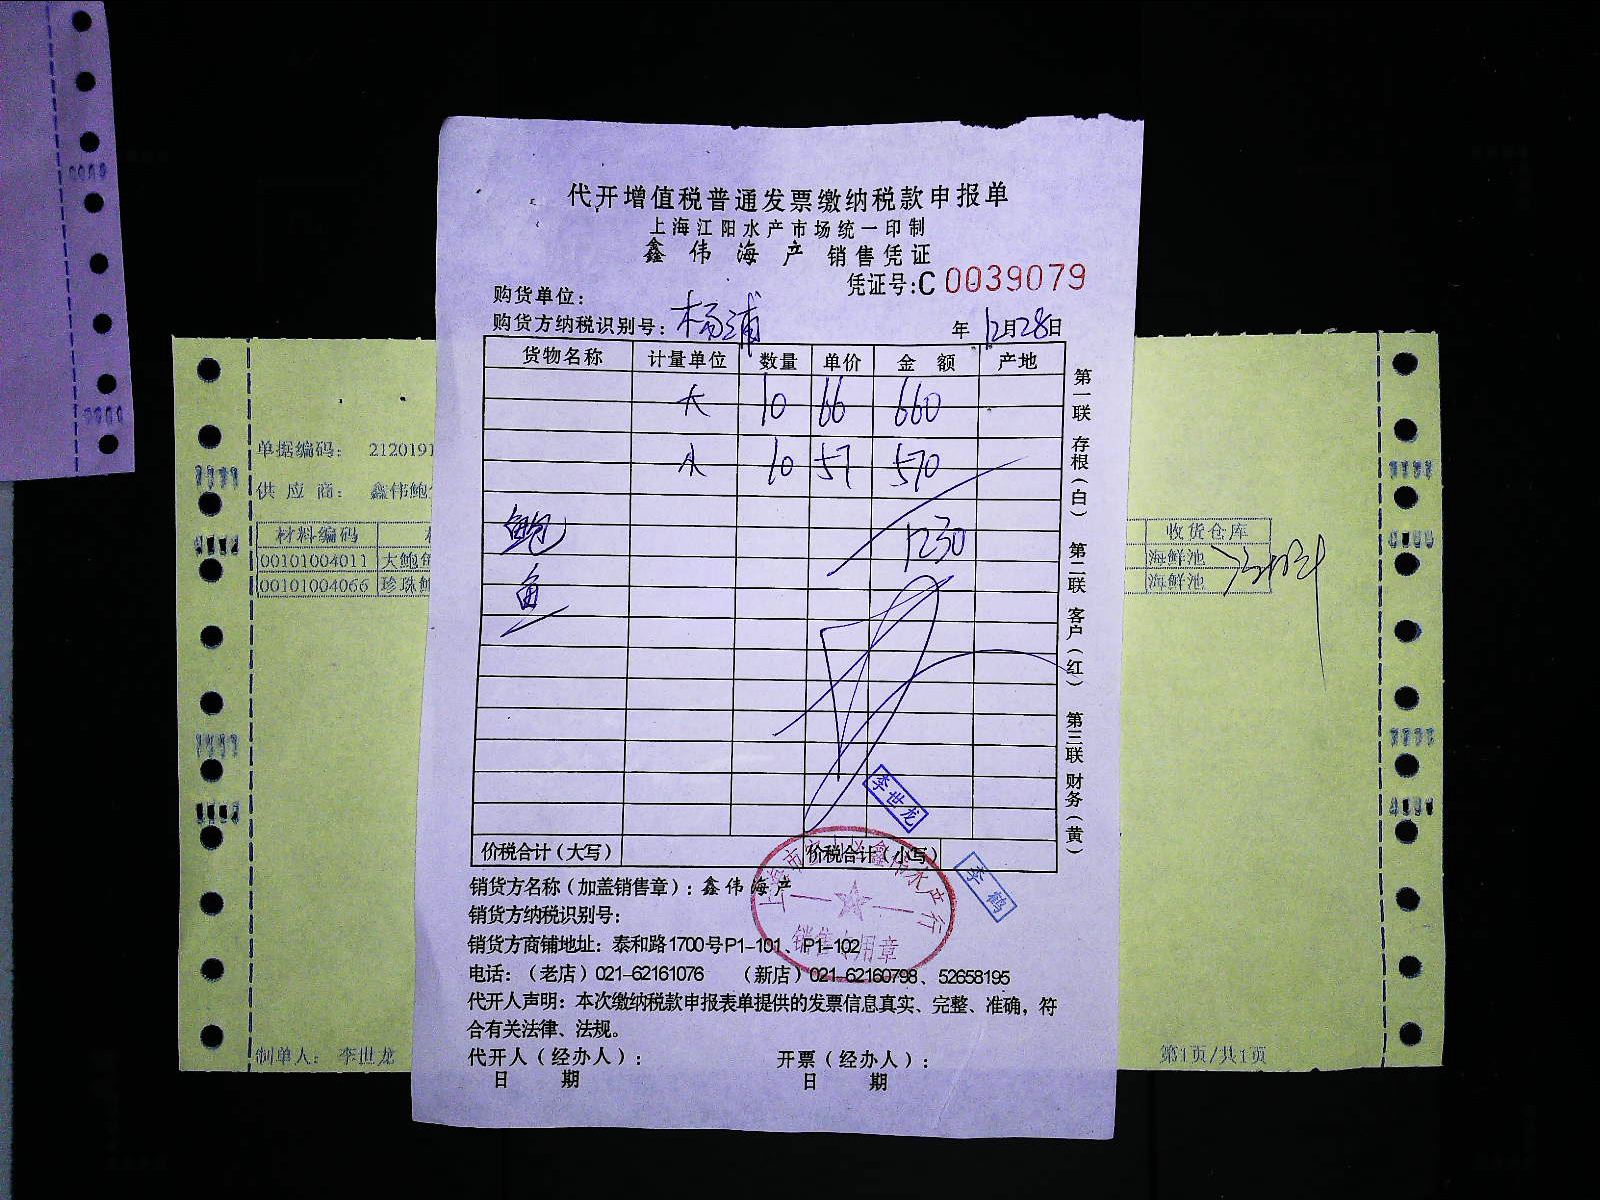 代开增值税普通发票缴纳税款申报单
上海江阳水产市场统一印制
鑫伟海产 销售凭证
凭证号:C 0039079
购货单位：
购货方纳税识别号：杨浦 年 12月28日
货物名称 计量单位 数量 单价 金额 产地
大 10 66 660
小 10 57 570
鲍鱼 1230
价税合计（大写） 价税合计（小写）
李世龙
李鹤
销货方名称（加盖销售章）：鑫伟海产
销货方纳税识别号：
销货方商铺地址：泰和路1700号P1-101、P1-102
电话：（老店）021-62161076 （新店）021-62160798、52658195
代开人声明：本次缴纳税款申报表单提供的发票信息真实、完整、准确，符
合有关法律、法规。
代开人（经办人）： 开票（经办人）：
日 期 日 期
鑫伟水产行
销售专用章
第一联 存根（白） 第二联 客户（红） 第三联 财务（黄）
单据编码： 2120191
供应商： 鑫伟鲍
材料编码 收货仓库
00101004011 大鲍鱼 海鲜池
00101004066 珍珠鲍 海鲜池
制单人： 李世龙 第1页/共1页